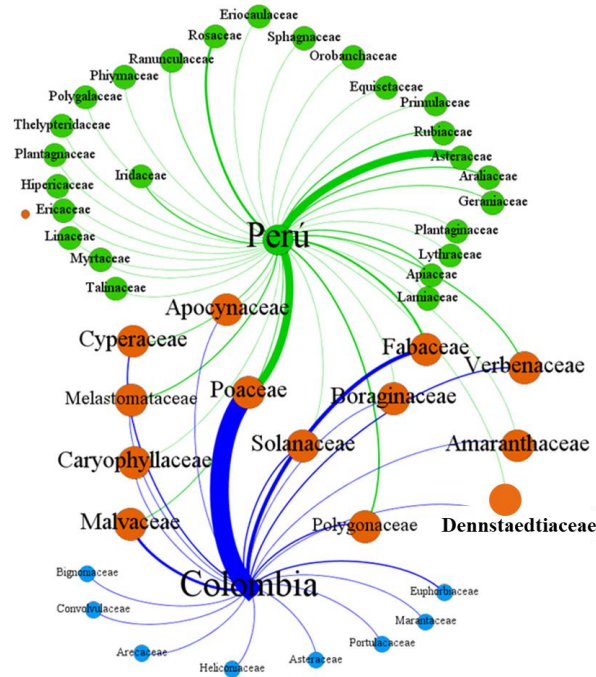 Eriocaulaceae
Rosaceae
Sphagnaceae
Orobanchaceae
Ranunculaceae
Phiymaceae
Equisetaceae
Polygalaceae
Primulaceae
Thelypteridaceae
Rubiaceae
Plantagnaceae
Asteraceae
Iridaceae
Araliaceae
Hipericaceae
Geraniaceae
Ericaceae
Linaceae
Perú
Plantaginaceae
Myrtaceae
Lythraceae
Apiaceae
Talinaceae
Lamiaceae
Apocynaceae
Cyperaceae
Fabaceae
Verbenaceae
Poaceae
Melastomataceae
Boraginaceae
Solanaceae
Amaranthaceae
Caryophyllaceae
Malvaceae
Polygonaceae
Dennstaedtiaceae
Bignoniaceae
Colombia
Euphorbiaceae
Convolvulaceae
Marantaceae
Portulacaceae
Arecaceae
Asteraceae
Heliconiaceae